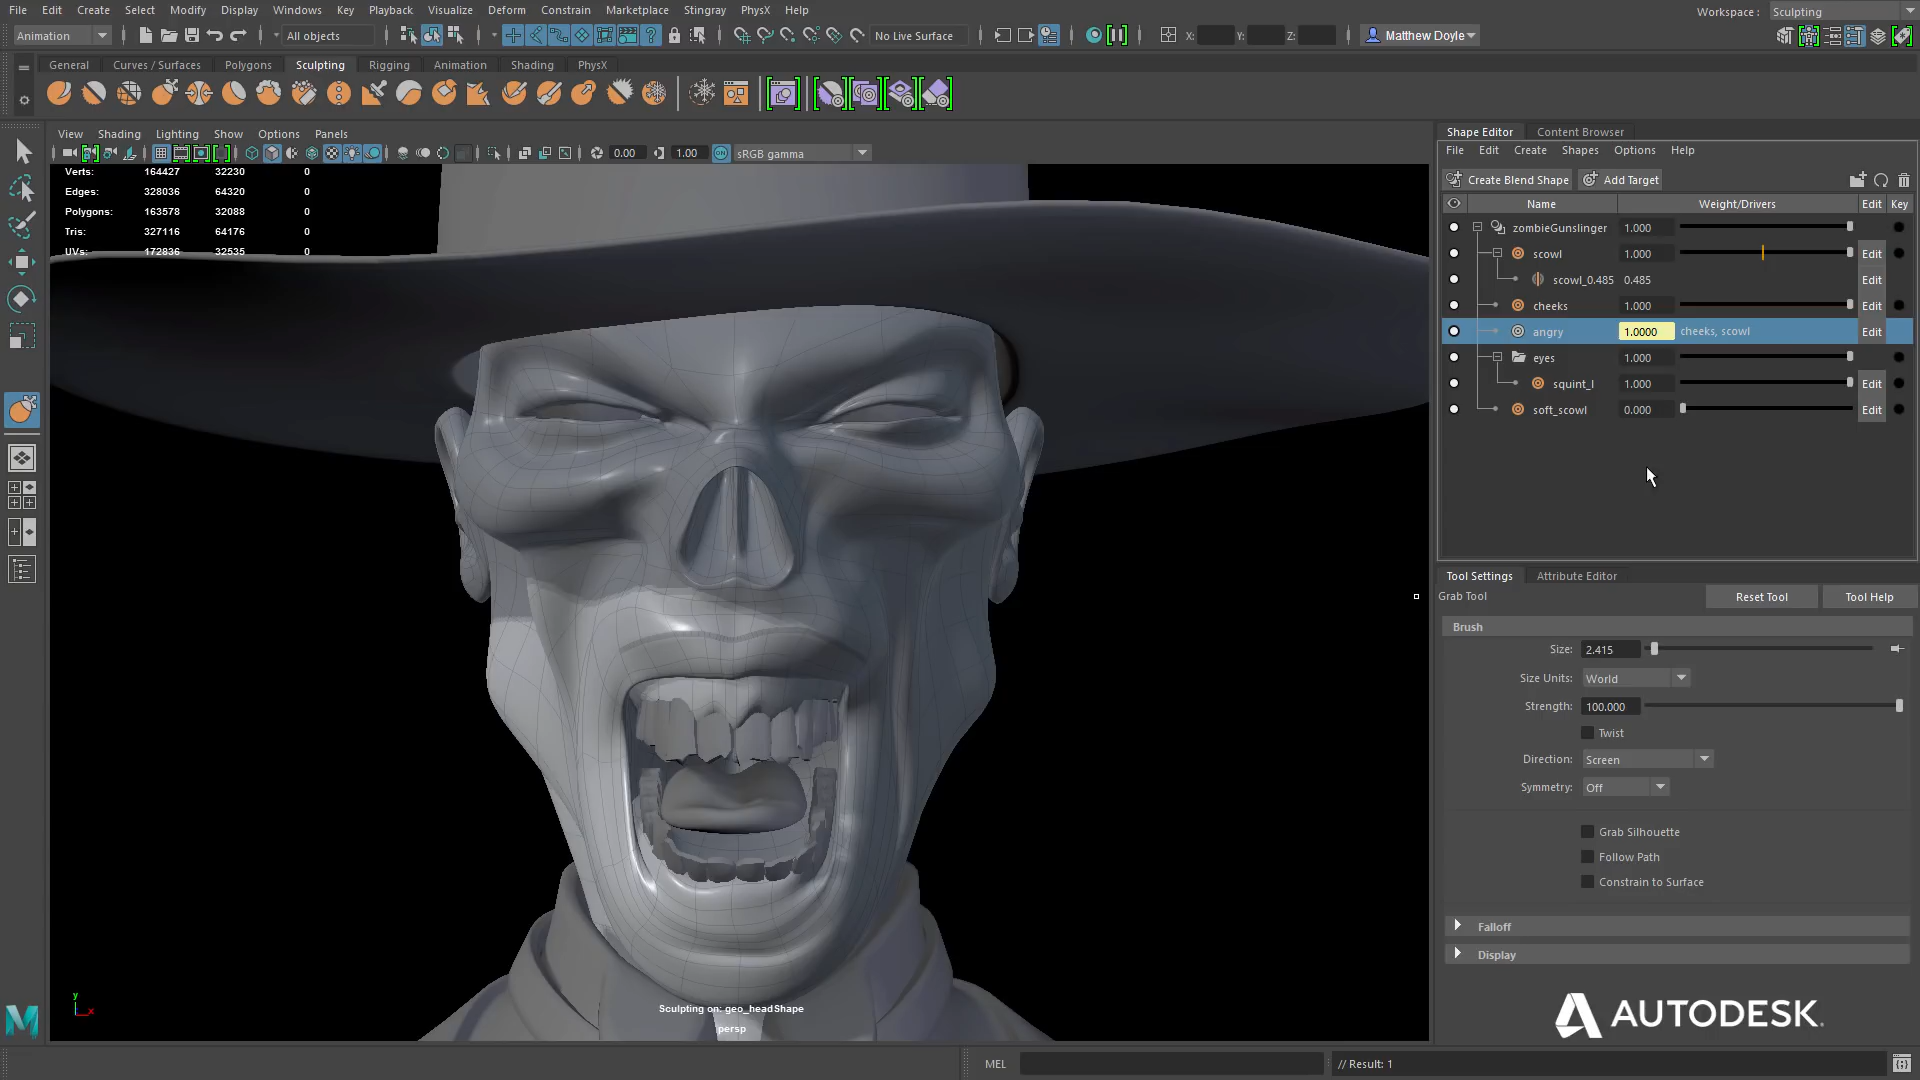 File Edit Create Select Modify Display Windows Key Playback Visualize Deform Constrain Marketplace Stingray PhysX Help
Workspace : Sculpting
Animation All objects No Live Surface X: Y: Z: Matthew Doyle
General Curves / Surfaces Polygons Sculpting Rigging Animation Shading PhysX
View Shading Lighting Show Options Panels
0.00 1.00 ON sRGB gamma
Verts: 164427 32230 0
Edges: 328036 64320 0
Polygons: 163578 32088 0
Tris: 327116 64176 0
UVs: 172836 32535 0
Sculpting on: geo_headShape
persp
y
x
Shape Editor Content Browser
File Edit Create Shapes Options Help
Create Blend Shape Add Target
Name Weight/Drivers Edit Key
zombieGunslinger 1.000
scowl 1.000 Edit
scowl_0.485 0.485 Edit
cheeks 1.000 Edit
angry 1.0000 cheeks, scowl Edit
eyes 1.000
squint_l 1.000 Edit
soft_scowl 0.000 Edit
Tool Settings Attribute Editor
Grab Tool Reset Tool Tool Help
Brush
Size: 2.415
Size Units: World
Strength: 100.000
Twist
Direction: Screen
Symmetry: Off
Grab Silhouette
Follow Path
Constrain to Surface
Falloff
Display
AUTODESK.
MEL // Result: 1